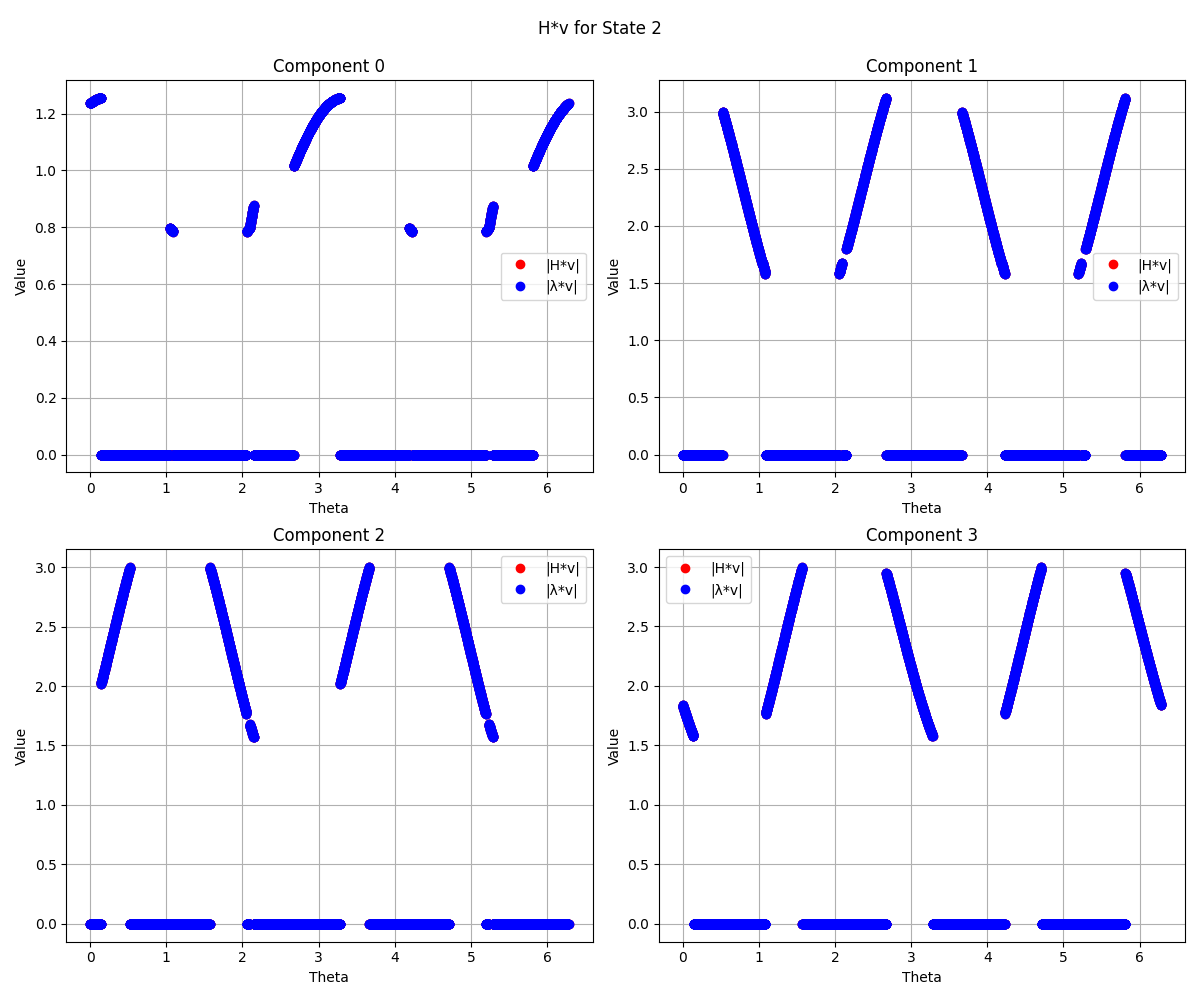 H*v for State 2
Component 0
Value
1.2
1.0
0.8
0.6
0.4
0.2
0.0
|H*v|
|λ*v|
0 1 2 3 4 5 6
Theta
Component 1
Value
3.0
2.5
2.0
1.5
1.0
0.5
0.0
|H*v|
|λ*v|
0 1 2 3 4 5 6
Theta
Component 2
Value
3.0
2.5
2.0
1.5
1.0
0.5
0.0
|H*v|
|λ*v|
0 1 2 3 4 5 6
Theta
Component 3
Value
3.0
2.5
2.0
1.5
1.0
0.5
0.0
|H*v|
|λ*v|
0 1 2 3 4 5 6
Theta